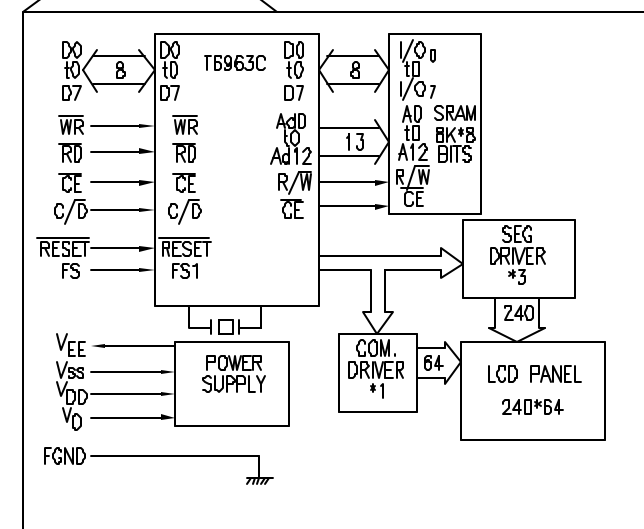 D0 D0 T6963C D0 I/O0
t0 8 t0 t0 8 t0
D7 D7 D7 I/O7
WR WR Ad0 A0 SRAM
t0 13 t0 8K*8
RD RD Ad12 A12 BITS
CE CE R/W R/W
C/D C/D CE CE
RESET RESET
FS FS1
SEG
DRIVER
*3
240
VEE
Vss
VDD
V0
POWER
SUPPLY
COM.
DRIVER
*1
64
LCD PANEL
240*64
FGND